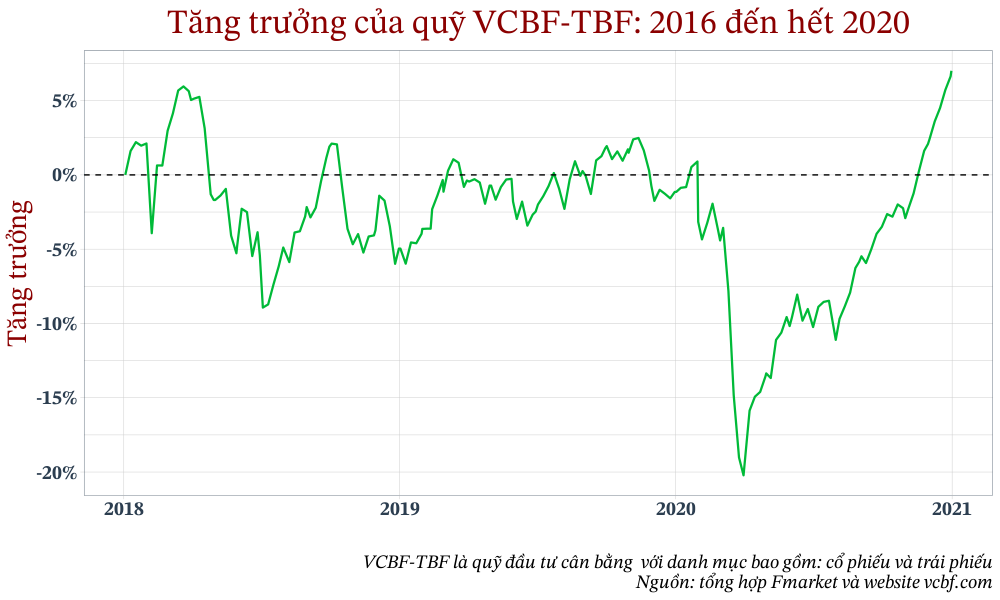 Tăng trưởng của quỹ VCBF-TBF: 2016 đến hết 2020
Tăng trưởng
5%
0%
-5%
-10%
-15%
-20%
2018 2019 2020 2021
VCBF-TBF là quỹ đầu tư cân bằng với danh mục bao gồm: cổ phiếu và trái phiếu
Nguồn: tổng hợp Fmarket và website vcbf.com